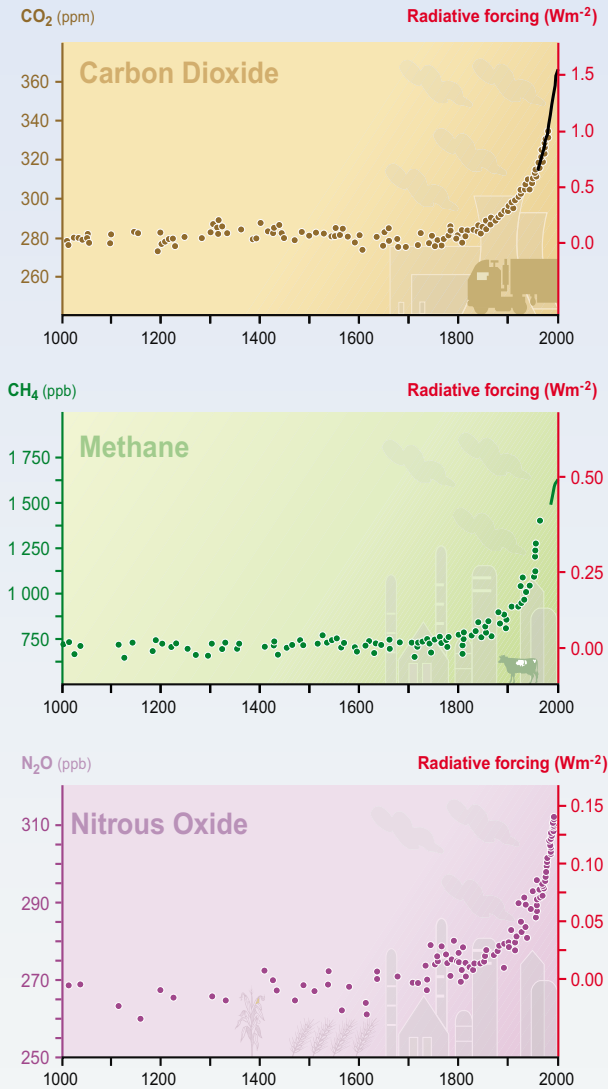 CO₂ (ppm) Radiative forcing (Wm⁻²)
Carbon Dioxide
360
340
320
300
280
260
1.5
1.0
0.5
0.0
1000 1200 1400 1600 1800 2000
CH₄ (ppb) Radiative forcing (Wm⁻²)
Methane
1 750
1 500
1 250
1 000
750
0.50
0.25
0.00
1000 1200 1400 1600 1800 2000
N₂O (ppb) Radiative forcing (Wm⁻²)
Nitrous Oxide
310
290
270
250
0.15
0.10
0.05
0.00
1000 1200 1400 1600 1800 2000